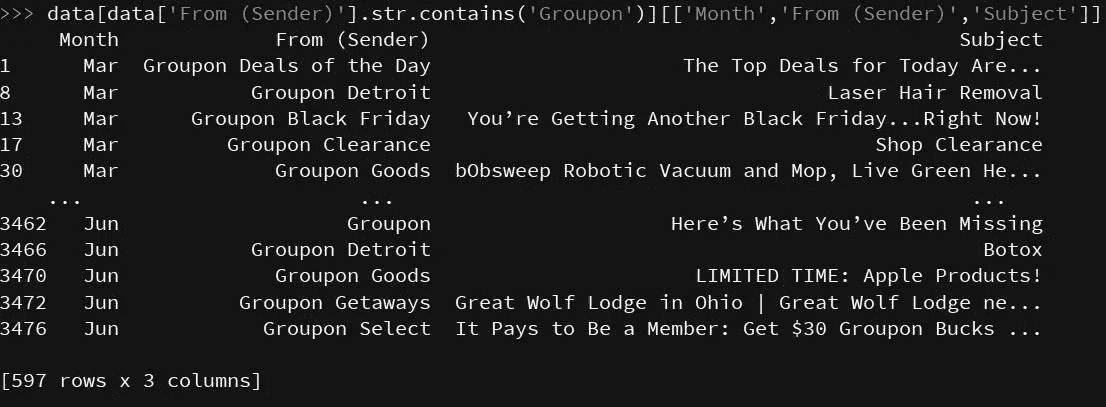 >>> data[data['From (Sender)'].str.contains('Groupon')][['Month','From (Sender)','Subject']]
Month From (Sender) Subject
1 Mar Groupon Deals of the Day The Top Deals for Today Are...
8 Mar Groupon Detroit Laser Hair Removal
13 Mar Groupon Black Friday You’re Getting Another Black Friday...Right Now!
17 Mar Groupon Clearance Shop Clearance
30 Mar Groupon Goods bObsweep Robotic Vacuum and Mop, Live Green He...
... ... ...
3462 Jun Groupon Here’s What You’ve Been Missing
3466 Jun Groupon Detroit Botox
3470 Jun Groupon Goods LIMITED TIME: Apple Products!
3472 Jun Groupon Getaways Great Wolf Lodge in Ohio | Great Wolf Lodge ne...
3476 Jun Groupon Select It Pays to Be a Member: Get $30 Groupon Bucks ...
[597 rows x 3 columns]